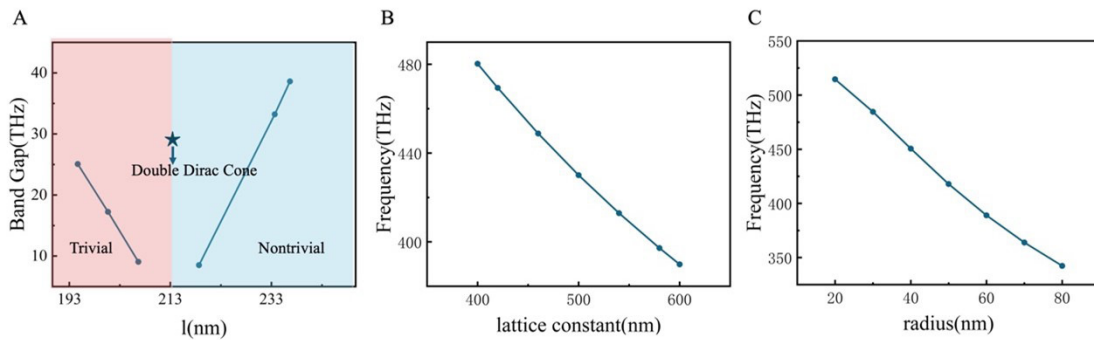 A
Band Gap(THz)
40
30
20
10
Double Dirac Cone
Trivial
Nontrivial
193
213
233
l(nm)
B
Frequency(THz)
480
440
400
400
500
600
lattice constant(nm)
C
Frequency(THz)
550
500
450
400
350
20
40
60
80
radius(nm)